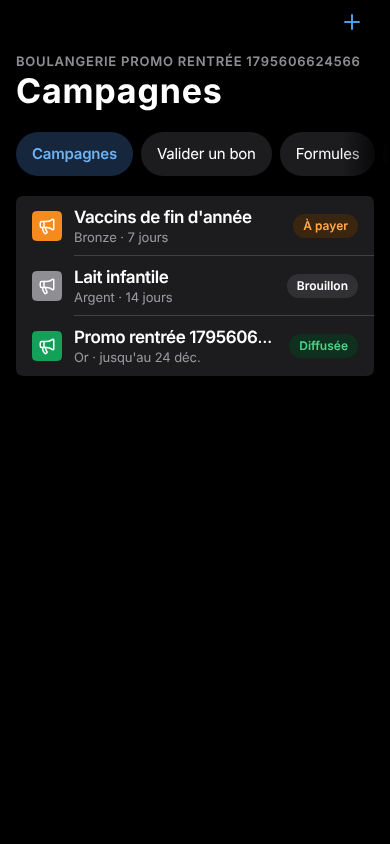 BOULANGERIE PROMO RENTRÉE 1795606624566
Campagnes
Campagnes
Valider un bon
Formules
Vaccins de fin d'année
Bronze · 7 jours
À payer
Lait infantile
Argent · 14 jours
Brouillon
Promo rentrée 1795606...
Or · jusqu'au 24 déc.
Diffusée